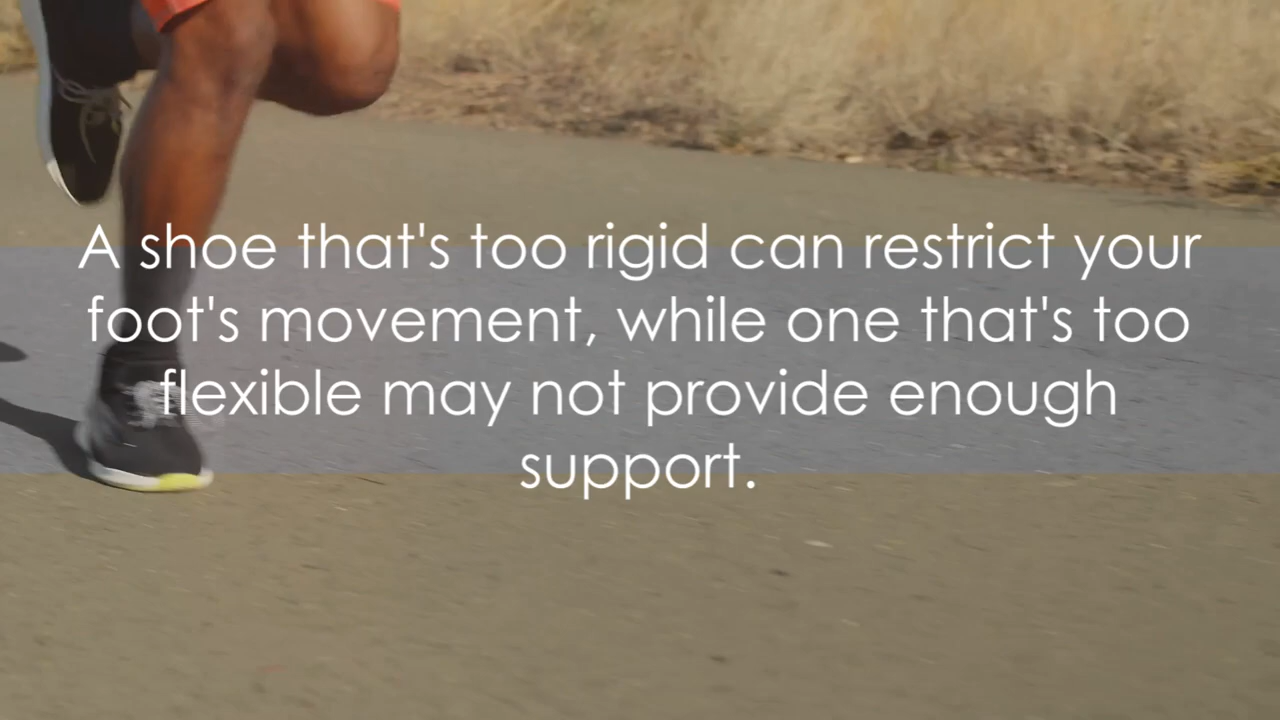 A shoe that's too rigid can restrict your
foot's movement, while one that's too
flexible may not provide enough
support.